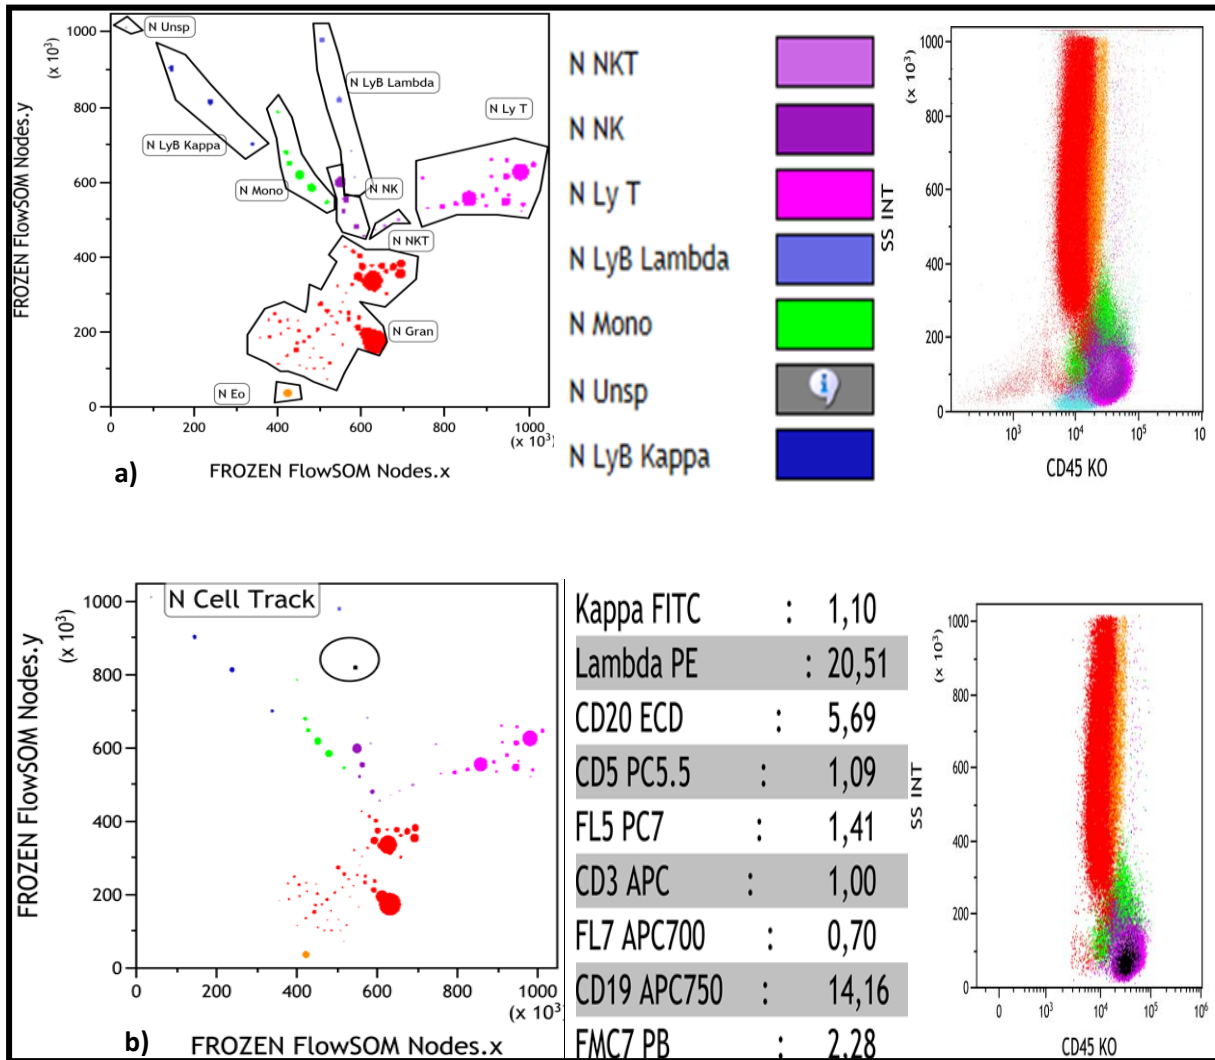 N Unsp
1000
(x 10³)
800
600
400
200
0
FROZEN FlowSOM Nodes.y
N LyB Lambda
N Ly T
N LyB Kappa
N Mono
N NK
N NKT
N Gran
N Eo
0 200 400 600 800 1000
(x 10³)
FROZEN FlowSOM Nodes.x
a)
N NKT
N NK
N Ly T
N LyB Lambda
N Mono
N Unsp
i
N LyB Kappa
(x 10³)
1000
800
600
400
200
0
SS INT
10³ 10⁴ 10⁵ 10
CD45 KO
N Cell Track
1000
(x 10³)
800
600
400
200
0
FROZEN FlowSOM Nodes.y
0 200 400 600 800 1000
(x 10³)
FROZEN FlowSOM Nodes.x
b)
Kappa FITC : 1,10
Lambda PE : 20,51
CD20 ECD : 5,69
CD5 PC5.5 : 1,09
FL5 PC7 : 1,41
CD3 APC : 1,00
FL7 APC700 : 0,70
CD19 APC750 : 14,16
FMC7 PB : 2,28
(x 10³)
1000
800
600
400
200
0
SS INT
0 10³ 10⁴ 10⁵ 10⁶
CD45 KO